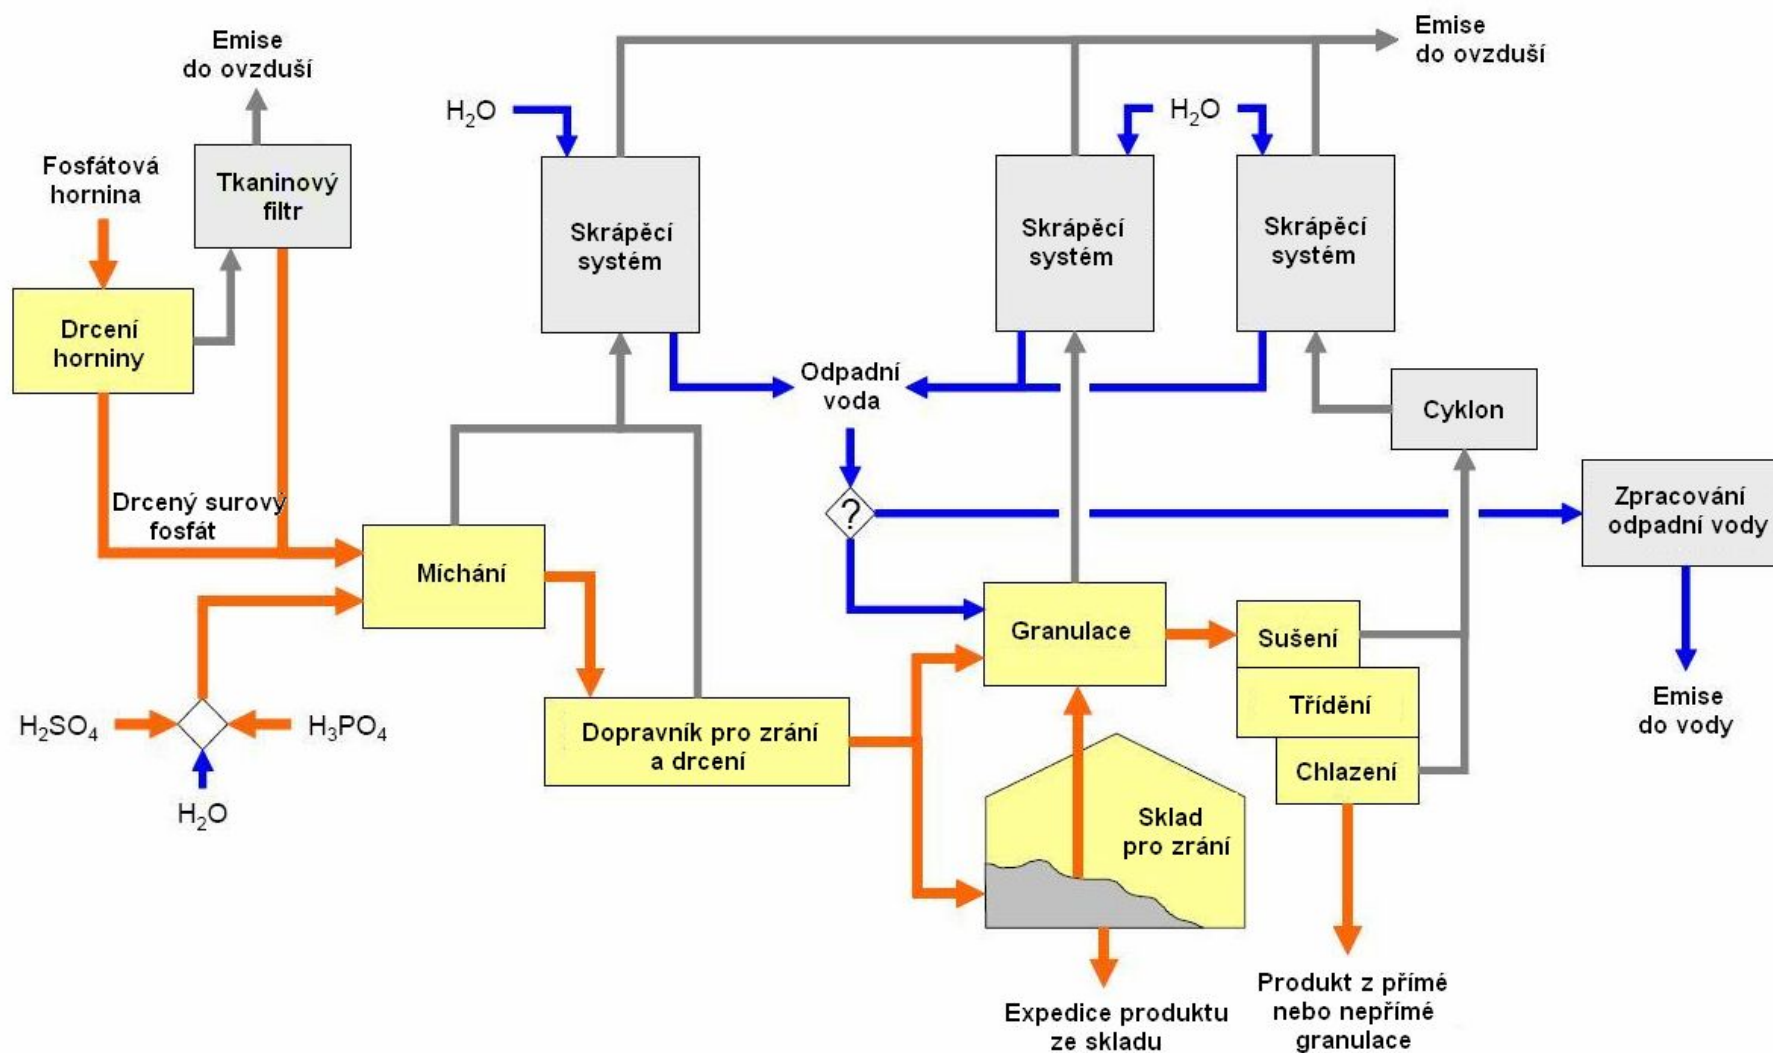 Emise
do ovzduší
Emise
do ovzduší
H₂O
H₂O
Fosfátová
hornina
Tkaninový
filtr
Skrápěcí
systém
Skrápěcí
systém
Skrápěcí
systém
Drcení
horniny
Odpadní
voda
Cyklon
Drcený surový
fosfát
?
Zpracování
odpadní vody
Míchání
Granulace
Sušení
Třídění
Chlazení
Emise
do vody
H₂SO₄
H₃PO₄
H₂O
Dopravník pro zrání
a drcení
Sklad
pro zrání
Expedice produktu
ze skladu
Produkt z přímé
nebo nepřímé
granulace